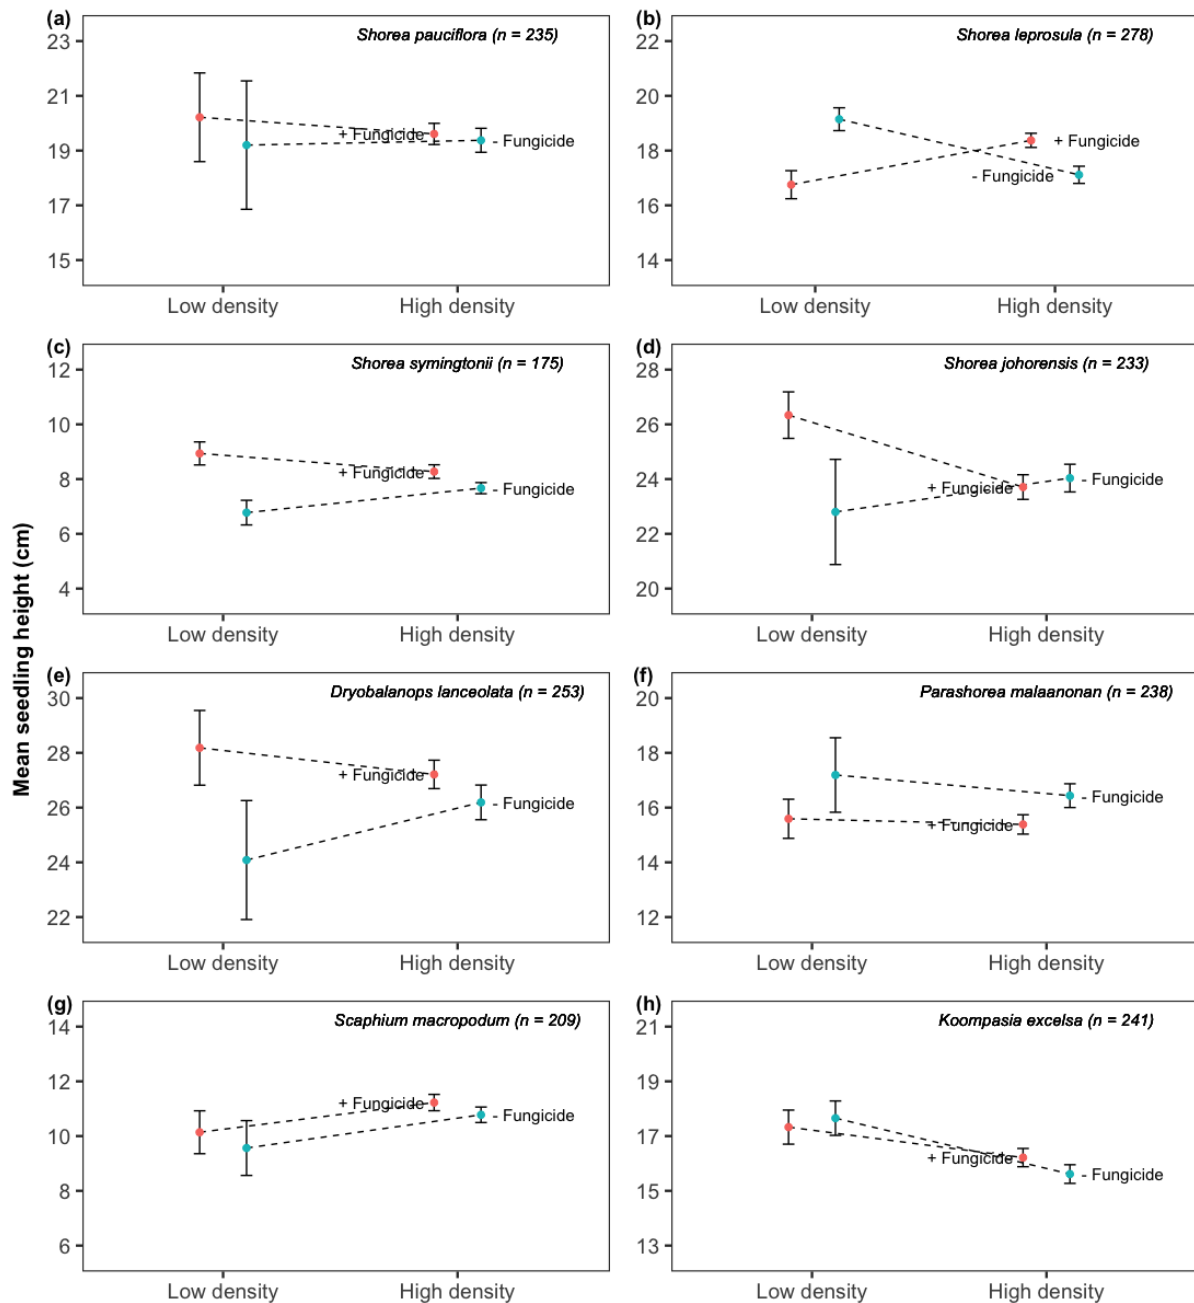 (a)
Shorea pauciflora (n = 235)
23
21
19
17
15
+ Fungicide
- Fungicide
Low density
High density
(b)
Shorea leprosula (n = 278)
22
20
18
16
14
+ Fungicide
- Fungicide
Low density
High density
(c)
Shorea symingtonii (n = 175)
12
10
8
6
4
+ Fungicide
- Fungicide
Low density
High density
(d)
Shorea johorensis (n = 233)
28
26
24
22
20
+ Fungicide
- Fungicide
Low density
High density
Mean seedling height (cm)
(e)
Dryobalanops lanceolata (n = 253)
30
28
26
24
22
+ Fungicide
- Fungicide
Low density
High density
(f)
Parashorea malaanonan (n = 238)
20
18
16
14
12
- Fungicide
+ Fungicide
Low density
High density
(g)
Scaphium macropodum (n = 209)
14
12
10
8
6
+ Fungicide
- Fungicide
Low density
High density
(h)
Koompasia excelsa (n = 241)
21
19
17
15
13
+ Fungicide
- Fungicide
Low density
High density